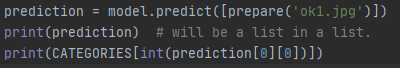 prediction = model.predict([prepare('ok1.jpg')])
print(prediction)  # will be a list in a list.
print(CATEGORIES[int(prediction[0][0])])